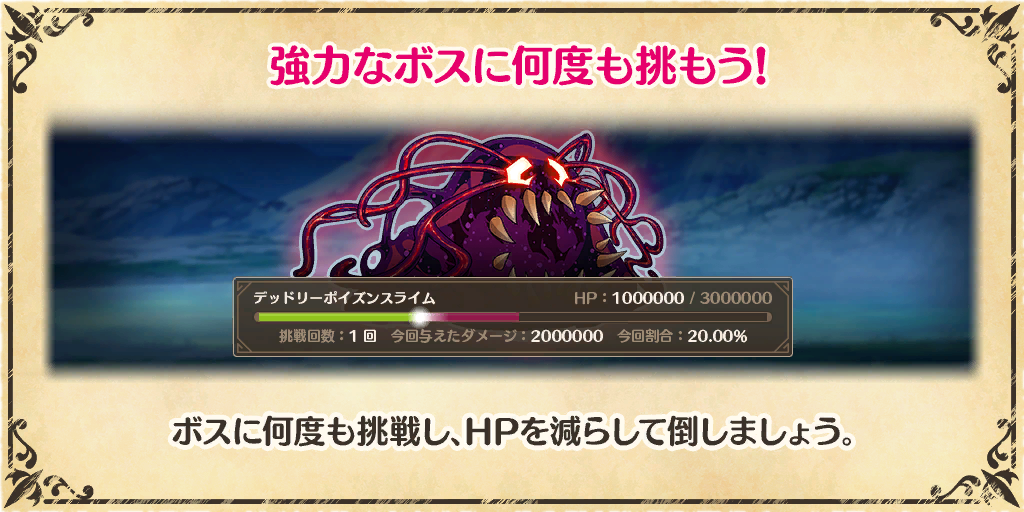 強力なボスに何度も挑もう!
デッドリーポイズンスライム HP：1000000 / 3000000
挑戦回数：1 回 今回与えたダメージ：2000000 今回割合：20.00%
ボスに何度も挑戦し、HPを減らして倒しましょう。